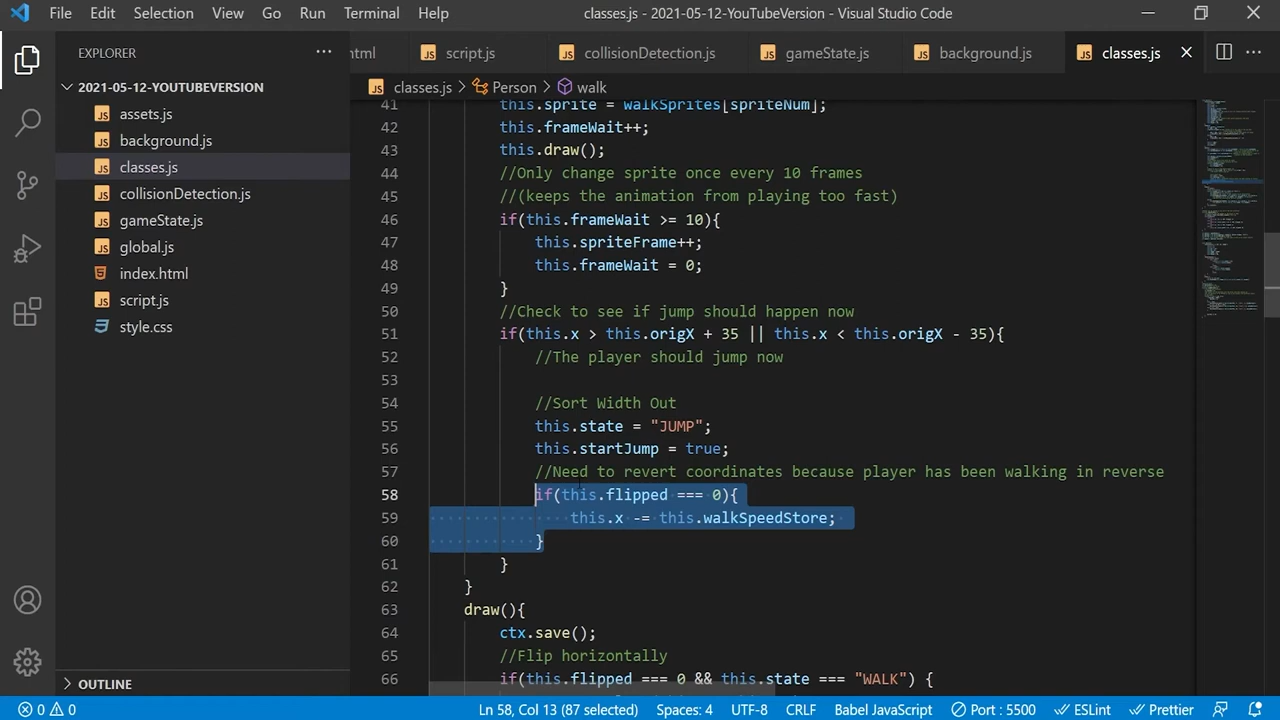 File Edit Selection View Go Run Terminal Help classes.js - 2021-05-12-YouTubeVersion - Visual Studio Code
EXPLORER
2021-05-12-YOUTUBEVERSION
assets.js
background.js
classes.js
collisionDetection.js
gameState.js
global.js
index.html
script.js
style.css
OUTLINE
html script.js collisionDetection.js gameState.js background.js classes.js
classes.js > Person > walk
41 this.sprite = walkSprites[spriteNum];
42 this.frameWait++;
43 this.draw();
44 //Only change sprite once every 10 frames
45 //(keeps the animation from playing too fast)
46 if(this.frameWait >= 10){
47 this.spriteFrame++;
48 this.frameWait = 0;
49 }
50 //Check to see if jump should happen now
51 if(this.x > this.origX + 35 || this.x < this.origX - 35){
52 //The player should jump now
53
54 //Sort Width Out
55 this.state = "JUMP";
56 this.startJump = true;
57 //Need to revert coordinates because player has been walking in reverse
58 if(this.flipped === 0){
59 this.x -= this.walkSpeedStore;
60 }
61 }
62 }
63 draw(){
64 ctx.save();
65 //Flip horizontally
66 if(this.flipped === 0 && this.state === "WALK") {
0 0 Ln 58, Col 13 (87 selected) Spaces: 4 UTF-8 CRLF Babel JavaScript Port : 5500 ESLint Prettier